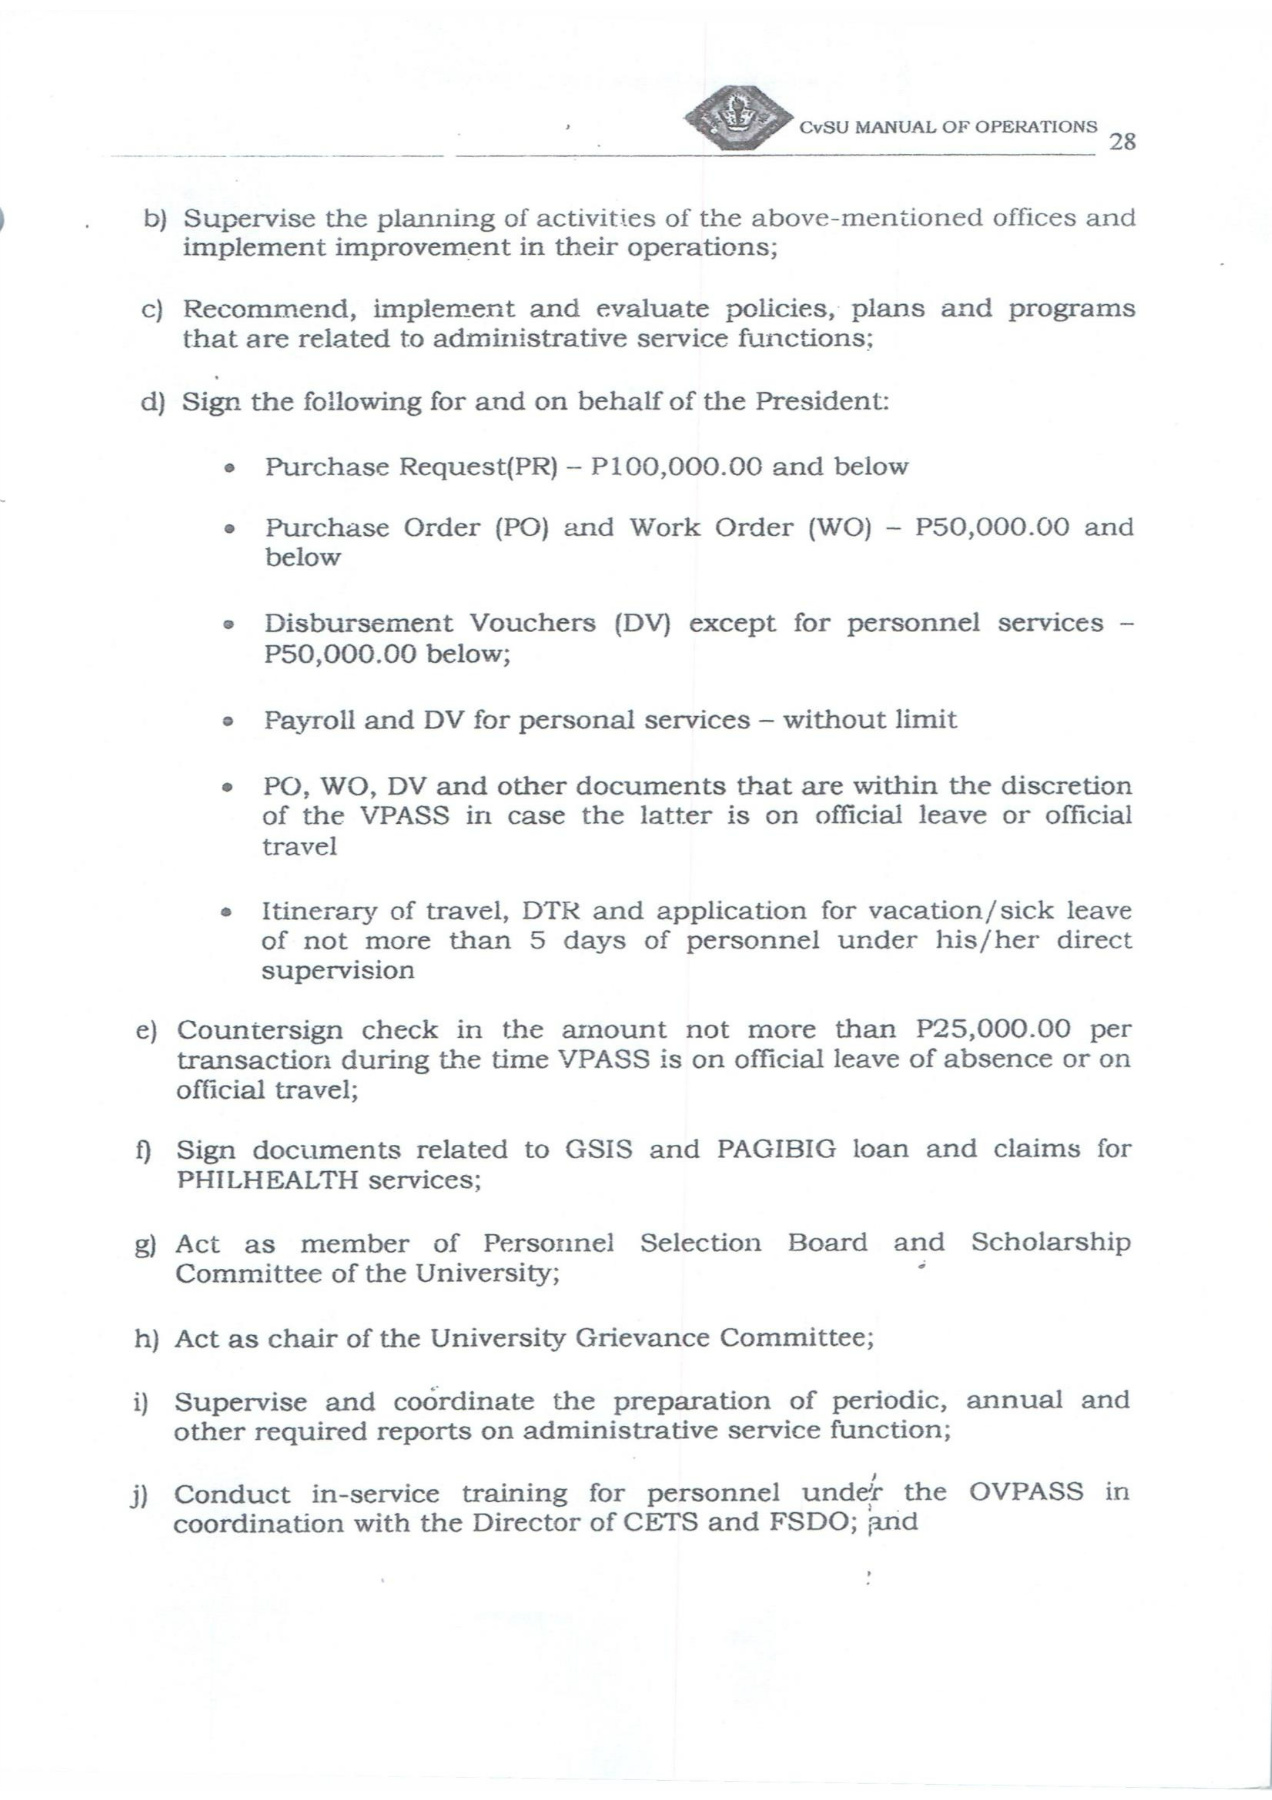 CvSU MANUAL OF OPERATIONS
28
b) Supervise the planning of activities of the above-mentioned offices and
implement improvement in their operations;
c) Recommend, implement and evaluate policies, plans and programs
that are related to administrative service functions;
d) Sign the following for and on behalf of the President:
• Purchase Request(PR) – P100,000.00 and below
• Purchase Order (PO) and Work Order (WO) – P50,000.00 and
below
• Disbursement Vouchers (DV) except for personnel services –
P50,000.00 below;
• Payroll and DV for personal services – without limit
• PO, WO, DV and other documents that are within the discretion
of the VPASS in case the latter is on official leave or official
travel
• Itinerary of travel, DTR and application for vacation/sick leave
of not more than 5 days of personnel under his/her direct
supervision
e) Countersign check in the amount not more than P25,000.00 per
transaction during the time VPASS is on official leave of absence or on
official travel;
f) Sign documents related to GSIS and PAGIBIG loan and claims for
PHILHEALTH services;
g) Act as member of Personnel Selection Board and Scholarship
Committee of the University;
h) Act as chair of the University Grievance Committee;
i) Supervise and coordinate the preparation of periodic, annual and
other required reports on administrative service function;
j) Conduct in-service training for personnel under the OVPASS in
coordination with the Director of CETS and FSDO; and